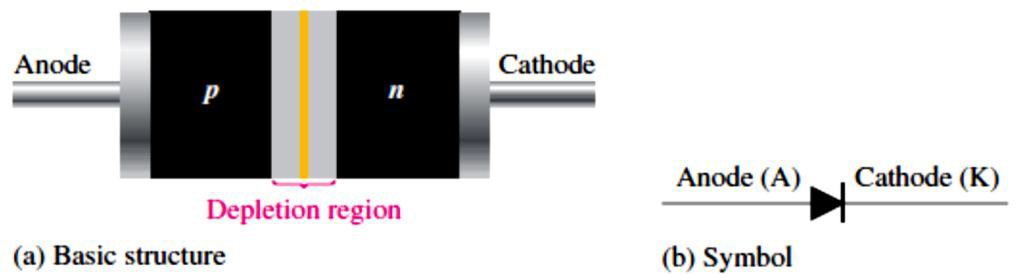 Anode
Cathode
p
n
Depletion region
(a) Basic structure
Anode (A)
Cathode (K)
(b) Symbol